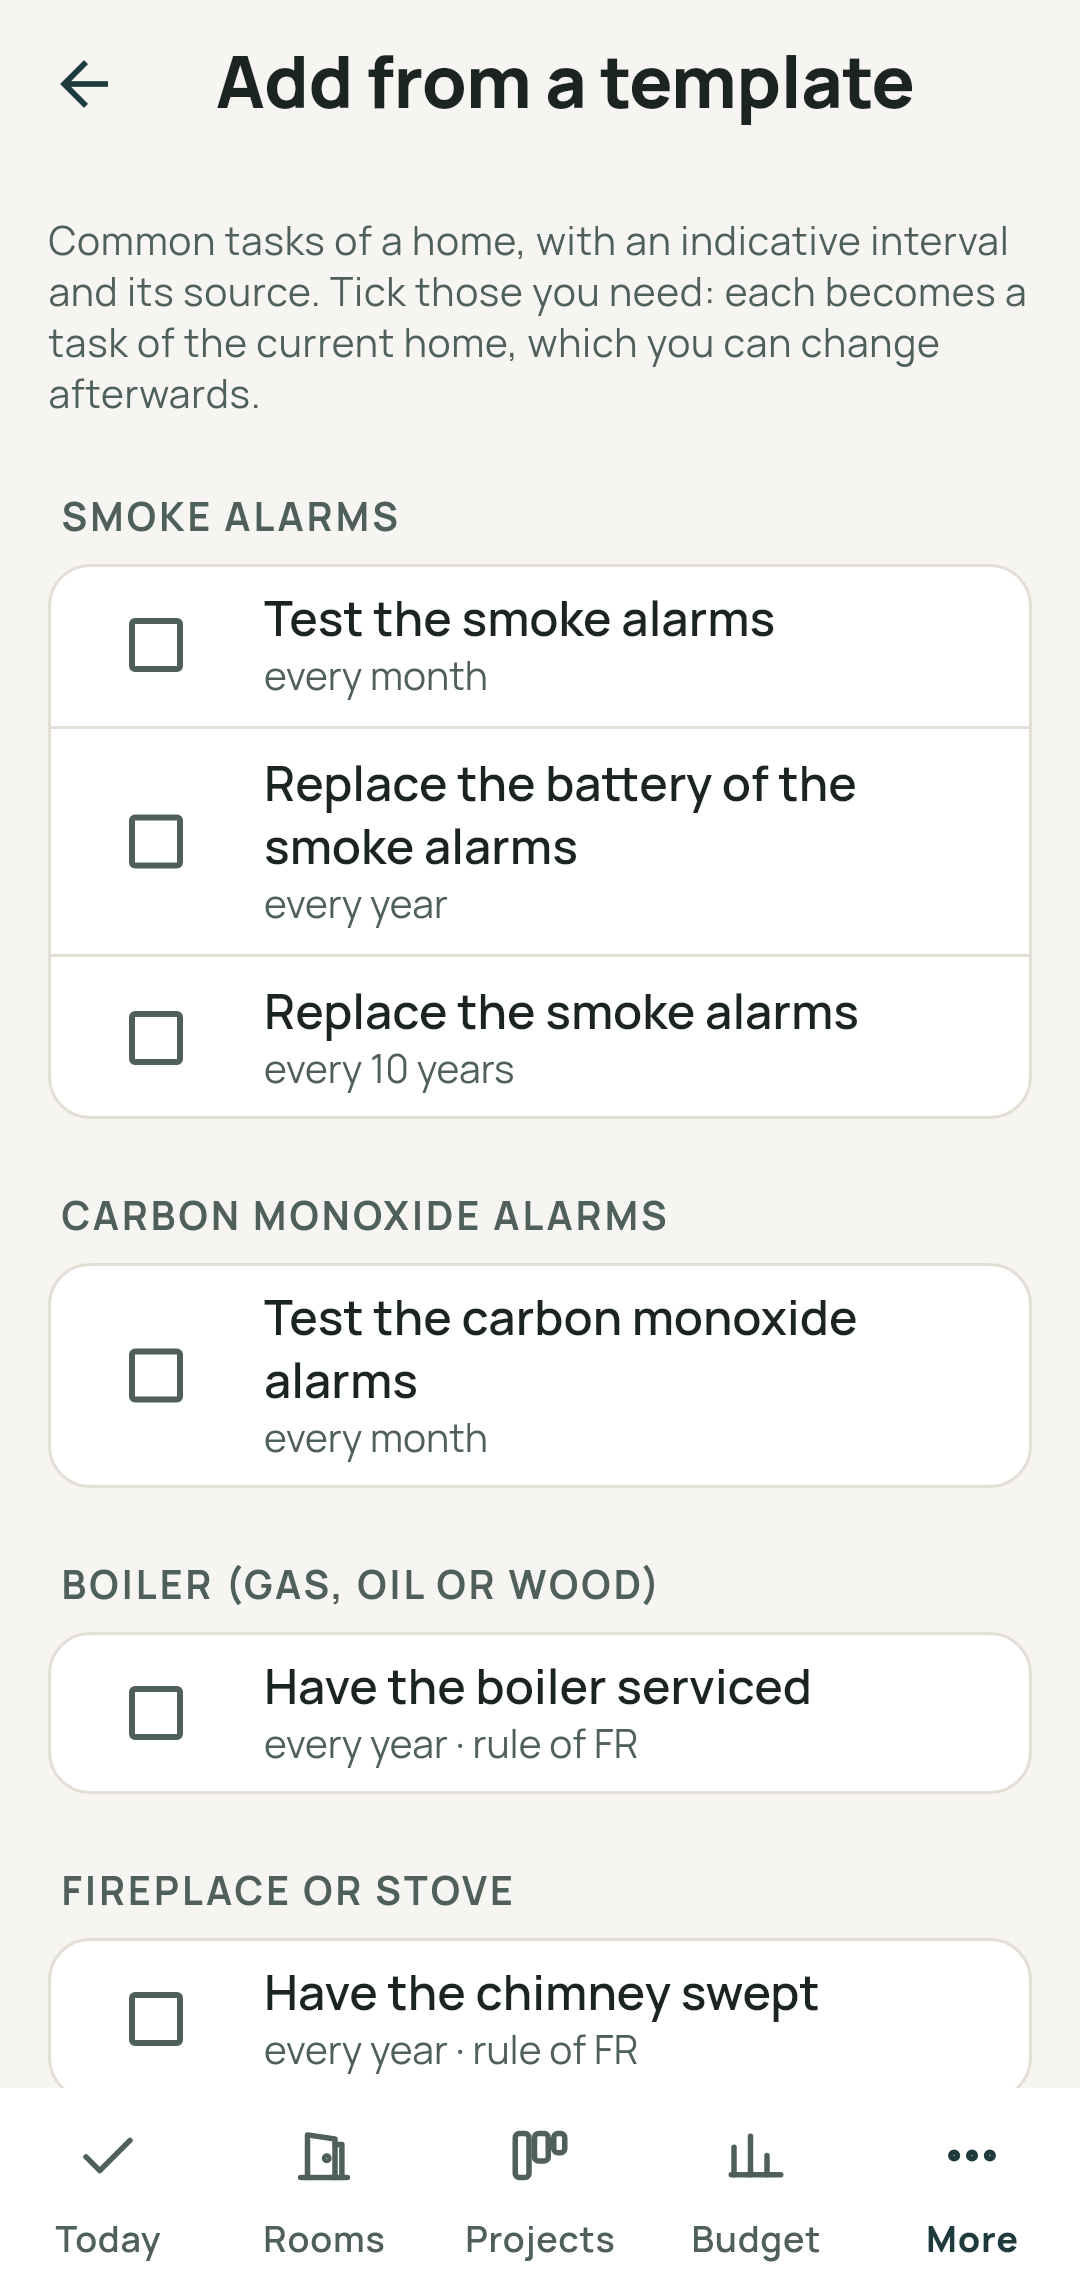 Add from a template
Common tasks of a home, with an indicative interval
and its source. Tick those you need: each becomes a
task of the current home, which you can change
afterwards.
SMOKE ALARMS
Test the smoke alarms
every month
Replace the battery of the
smoke alarms
every year
Replace the smoke alarms
every 10 years
CARBON MONOXIDE ALARMS
Test the carbon monoxide
alarms
every month
BOILER (GAS, OIL OR WOOD)
Have the boiler serviced
every year · rule of FR
FIREPLACE OR STOVE
Have the chimney swept
every year · rule of FR
Today
Rooms
Projects
Budget
More